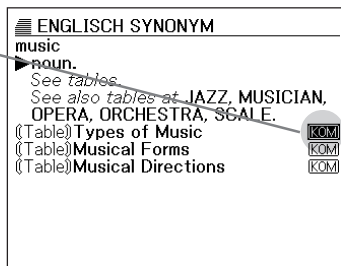 ENGLISCH SYNONYM
music
▶noun.
See tables.
See also tables at JAZZ, MUSICIAN,
OPERA, ORCHESTRA, SCALE.
((Table))Types of Music KOM
((Table))Musical Forms KOM
((Table))Musical Directions KOM